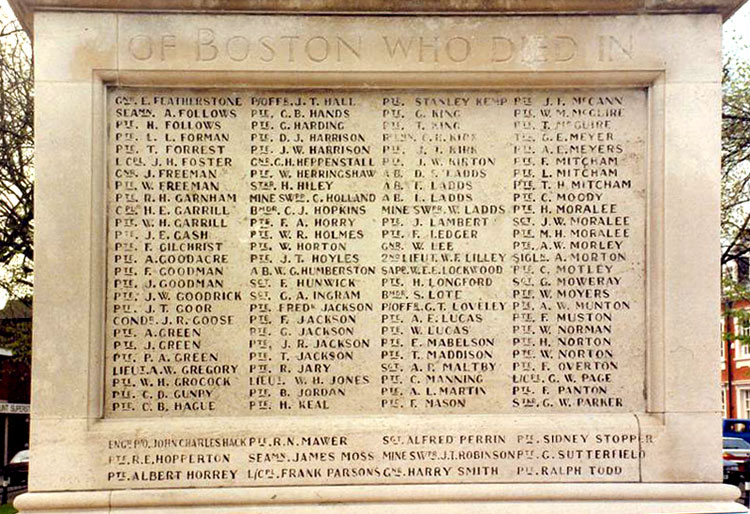 OF BOSTON WHO DIED IN
GNR. E. FEATHERSTONE
SEAMN. A. FOLLOWS
PTE. H. FOLLOWS
PTE. L. L. FORMAN
PTE. T. FORREST
L/CPL. J. H. FOSTER
GNR. J. FREEMAN
PTE. W. FREEMAN
PTE. R. H. GARNHAM
CPL. H. E. GARRILL
PTE. W. H. GARRILL
PTE. J. E. GASH
PTE. F. GILCHRIST
PTE. A. GOODACRE
PTE. F. GOODMAN
PTE. J. GOODMAN
PTE. J. W. GOODRICK
PTE. J. T. GOOR
CONDR. J. R. GOOSE
PTE. A. GREEN
PTE. J. GREEN
PTE. P. A. GREEN
LIEUT. A. W. GREGORY
PTE. W. H. GROCOCK
PTE. C. D. GUNBY
PTE. C. B. HAGUE
P/OFFR. J. T. HALL
PTE. G. B. HANDS
PTE. G. HARDING
PTE. D. J. HARRISON
PTE. J. W. HARRISON
GNR. G. H. HEPPENSTALL
PTE. W. HERRINGSHAW
STKR. H. HILEY
MINE SWPR. C. HOLLAND
BMDR. C. J. HOPKINS
PTE. F. A. HORRY
PTE. W. R. HOLMES
PTE. W. HORTON
PTE. J. T. HOYLES
A.B. W. G. HUMBERSTON
SGT. F. HUNWICK
SGT. G. A. INGRAM
PTE. FREDK. JACKSON
PTE. F. JACKSON
PTE. G. JACKSON
PTE. J. R. JACKSON
PTE. T. JACKSON
PTE. R. JARY
LIEUT. W. H. JONES
PTE. B. JORDAN
PTE. H. KEAL
PTE. STANLEY KEMP
PTE. G. KING
PTE. T. KING
KIRK
PTE. J. J. KIRK
PTE. J. W. KIRTON
A.B. D. S. LADDS
A.B. F. LADDS
A.B. L. LADDS
MINE SWPR. W. LADDS
PTE. J. LAMBERT
PTE. F. LEDGER
GNR. W. LEE
2ND LIEUT. W. F. LILLEY
SAPR. W. E. E. LOCKWOOD
PTE. H. LONGFORD
BMDR. S. LOTE
P/OFFR. G. T. LOVELEY
PTE. A. E. LUCAS
PTE. W. LUCAS
PTE. E. MABELSON
PTE. T. MADDISON
SGT. A. P. MALTBY
PTE. C. MANNING
PTE. A. L. MARTIN
PTE. F. MASON
PTE. J. F. McCANN
PTE. W. M. McGUIRE
PTE. T. McGUIRE
G. E. MEYER
PTE. A. E. MEYERS
PTE. F. MITCHAM
PTE. L. MITCHAM
PTE. T. H. MITCHAM
PTE. C. MOODY
PTE. H. MORALEE
SGT. J. W. MORALEE
PTE. M. H. MORALEE
PTE. A. W. MORLEY
SIGLR. A. MORTON
PTE. C. MOTLEY
SGT. G. MOWERAY
PTE. W. MOYERS
PTE. A. W. MUNTON
PTE. F. MUSTON
PTE. W. NORMAN
PTE. H. NORTON
PTE. W. NORTON
PTE. F. OVERTON
L/CPL. G. W. PAGE
PTE. F. PANTON
STKR. G. W. PARKER
ENGR. P/O. JOHN CHARLES HACK PTE. R. N. MAWER SGT. ALFRED PERRIN PTE. SIDNEY STOPPER
PTE. R. E. HOPPERTON SEAMN. JAMES MOSS MINE SWPR. J. T. ROBINSON PTE. G. SUTTERFIELD
PTE. ALBERT HORREY L/CPL. FRANK PARSONS GNR. HARRY SMITH PTE. RALPH TODD